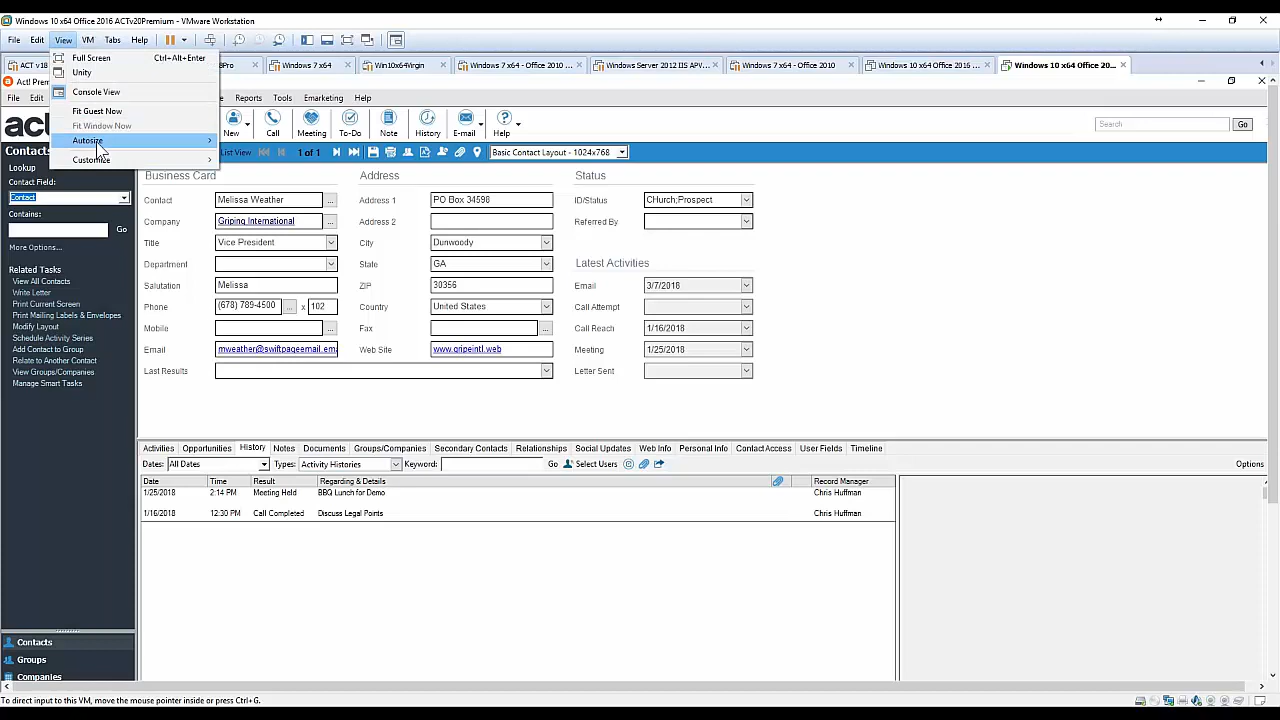 Windows 10 x64 Office 2016 ACTv20Premium - VMware Workstation
File Edit View VM Tabs Help
Full Screen Ctrl+Alt+Enter
Unity
Console View
Fit Guest Now
Fit Window Now
Autosize
Customize
ACT v18 Pro Windows 7 x64 Win10x64Virgin Windows 7 x64 - Office 2010 ... Windows Server 2012 IIS APV... Windows 7 x64 - Office 2010 Windows 10 x64 Office 2016 ... Windows 10 x64 Office 20...
Act! Prem
File Edit Reports Tools Emarketing Help
act
New Call Meeting To-Do Note History E-mail Help
Search Go
Contacts
List View 1 of 1 Basic Contact Layout - 1024x768
Lookup
Contact Field:
Contact
Contains:
Go
More Options...
Related Tasks
View All Contacts
Write Letter
Print Current Screen
Print Mailing Labels & Envelopes
Modify Layout
Schedule Activity Series
Add Contact to Group
Relate to Another Contact
View Groups/Companies
Manage Smart Tasks
Contacts
Groups
Companies
Business Card Address Status
Contact Melissa Weather ... Address 1 PO Box 34598 ID/Status CHurch;Prospect
Company Griping International ... Address 2 Referred By
Title Vice President City Dunwoody
Department State GA Latest Activities
Salutation Melissa ZIP 30356 Email 3/7/2018
Phone (678) 789-4500 ... x 102 Country United States Call Attempt
Mobile ... Fax ... Call Reach 1/16/2018
Email mweather@swiftpageemail.em Web Site www.gripeintl.web Meeting 1/25/2018
Last Results Letter Sent
Activities Opportunities History Notes Documents Groups/Companies Secondary Contacts Relationships Social Updates Web Info Personal Info Contact Access User Fields Timeline
Dates: All Dates Types: Activity Histories Keyword: Go Select Users Options
Date Time Result Regarding & Details Record Manager
1/25/2018 2:14 PM Meeting Held BBQ Lunch for Demo Chris Huffman
1/16/2018 12:30 PM Call Completed Discuss Legal Points Chris Huffman
To direct input to this VM, move the mouse pointer inside or press Ctrl+G.